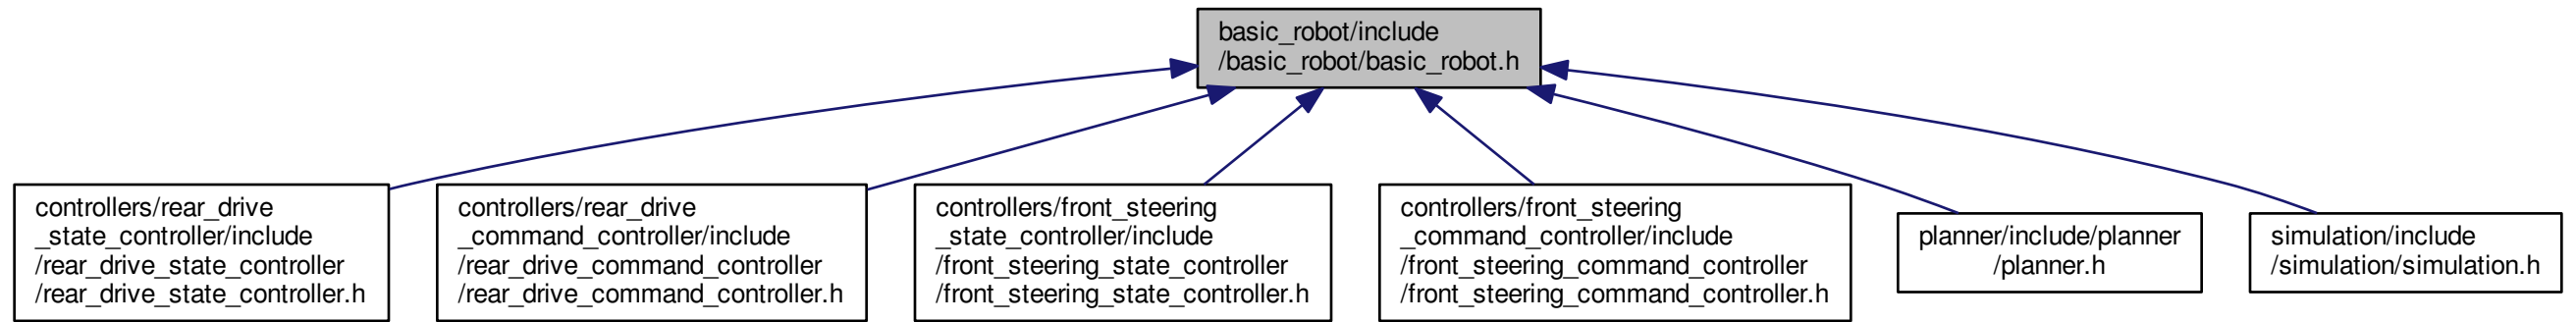 basic_robot/include
/basic_robot/basic_robot.h
controllers/rear_drive
_state_controller/include
/rear_drive_state_controller
/rear_drive_state_controller.h
controllers/rear_drive
_command_controller/include
/rear_drive_command_controller
/rear_drive_command_controller.h
controllers/front_steering
_state_controller/include
/front_steering_state_controller
/front_steering_state_controller.h
controllers/front_steering
_command_controller/include
/front_steering_command_controller
/front_steering_command_controller.h
planner/include/planner
/planner.h
simulation/include
/simulation/simulation.h